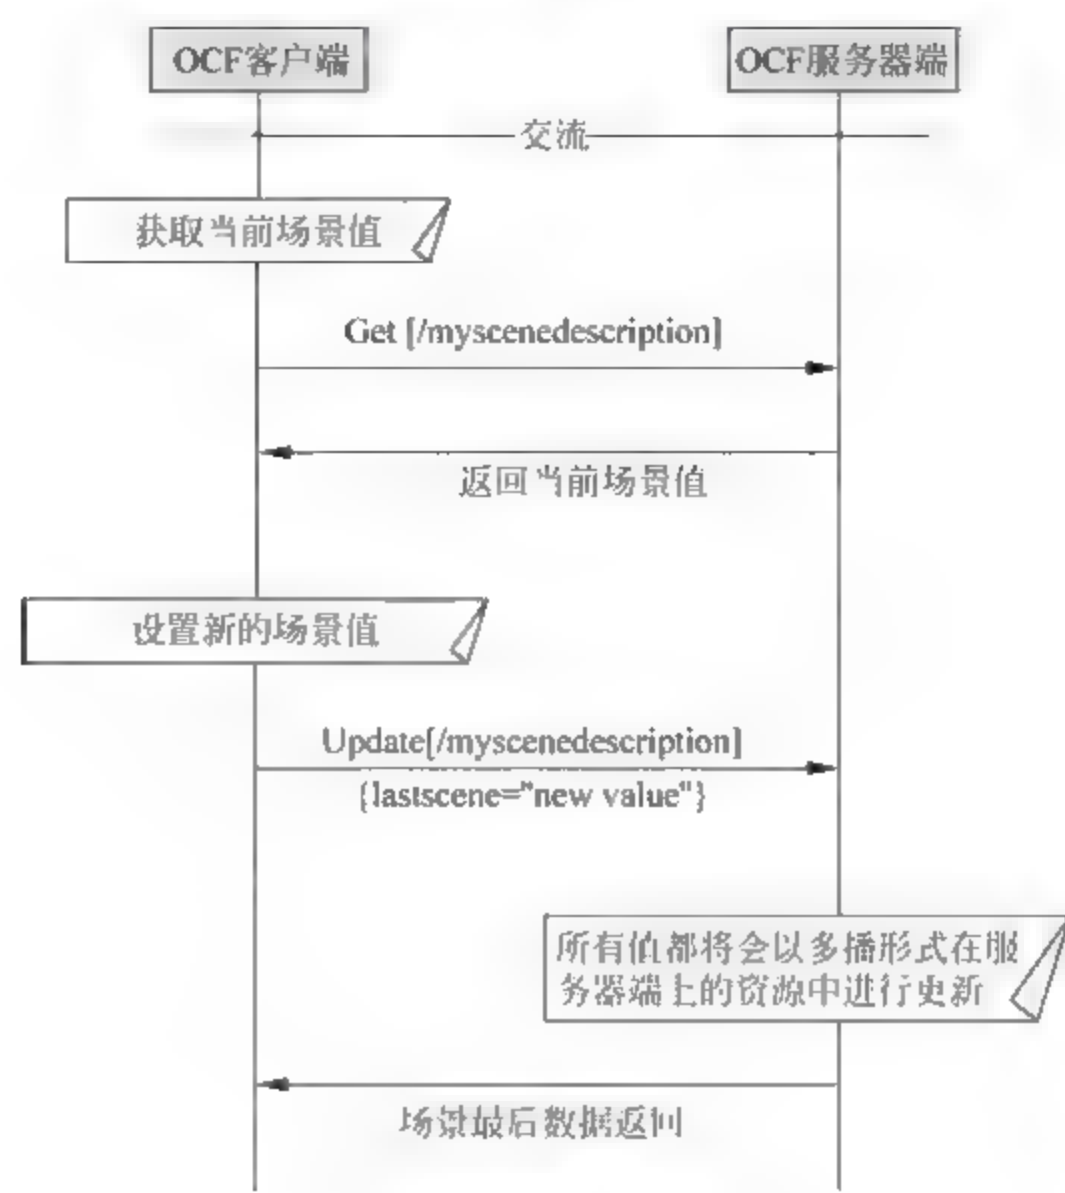 OCF客户端
OCF服务器端
交流
获取当前场景值
Get [/myscenedescription]
返回当前场景值
设置新的场景值
Update[/myscenedescription]
{lastscene="new value"}
所有值都将会以多播形式在服
务器端上的资源中进行更新
场景最后数据返回